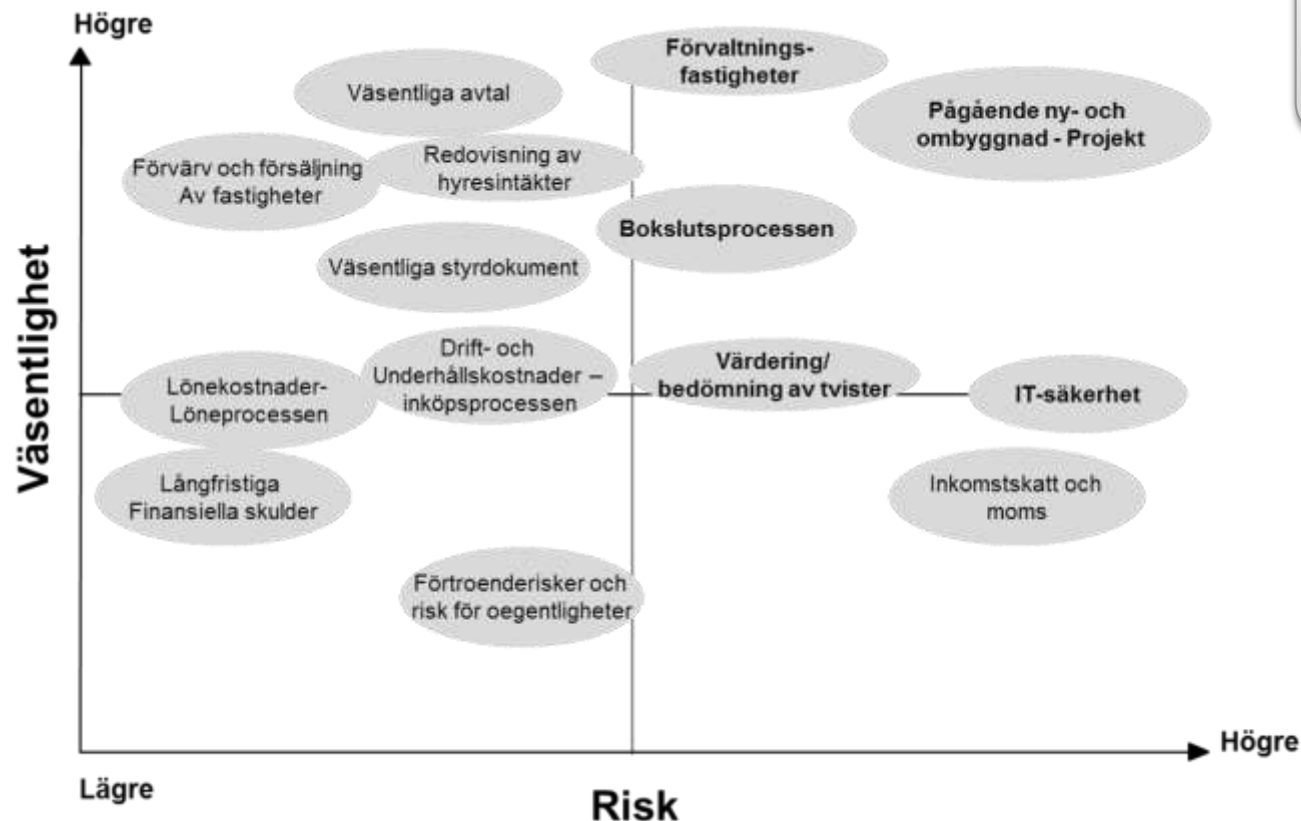 Högre
Förvaltnings-
fastigheter
Väsentliga avtal
Pågående ny- och
ombyggnad - Projekt
Förvärv och försäljning
Av fastigheter
Redovisning av
hyresintäkter
Bokslutsprocessen
Väsentliga styrdokument
Väsentlighet
Drift- och
Underhållskostnader –
inköpsprocessen
Värdering/
bedömning av tvister
Lönekostnader-
Löneprocessen
IT-säkerhet
Långfristiga
Finansiella skulder
Inkomstskatt och
moms
Förtroenderisker och
risk för oegentligheter
Högre
Lägre
Risk